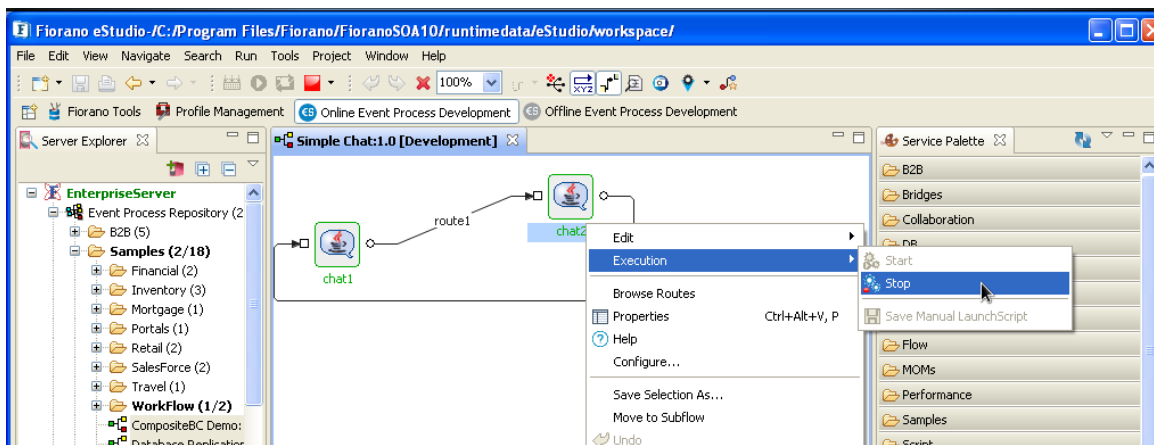 Fiorano eStudio-/C:/Program Files/Fiorano/FioranoSOA10/runtimedata/eStudio/workspace/
File Edit View Navigate Search Run Tools Project Window Help
100%
XYZ
Fiorano Tools Profile Management Online Event Process Development Offline Event Process Development
Server Explorer
EnterpriseServer
Event Process Repository (2
B2B (5)
Samples (2/18)
Financial (2)
Inventory (3)
Mortgage (1)
Portals (1)
Retail (2)
SalesForce (2)
Travel (1)
WorkFlow (1/2)
CompositeBC Demo:
Database Replication
Simple Chat:1.0 [Development]
chat1
route1
chat2
Edit
Execution
Browse Routes
Properties Ctrl+Alt+V, P
Help
Configure...
Save Selection As...
Move to Subflow
Undo
Start
Stop
Save Manual LaunchScript
Service Palette
B2B
Bridges
Collaboration
DB
Flow
MOMs
Performance
Samples
Script